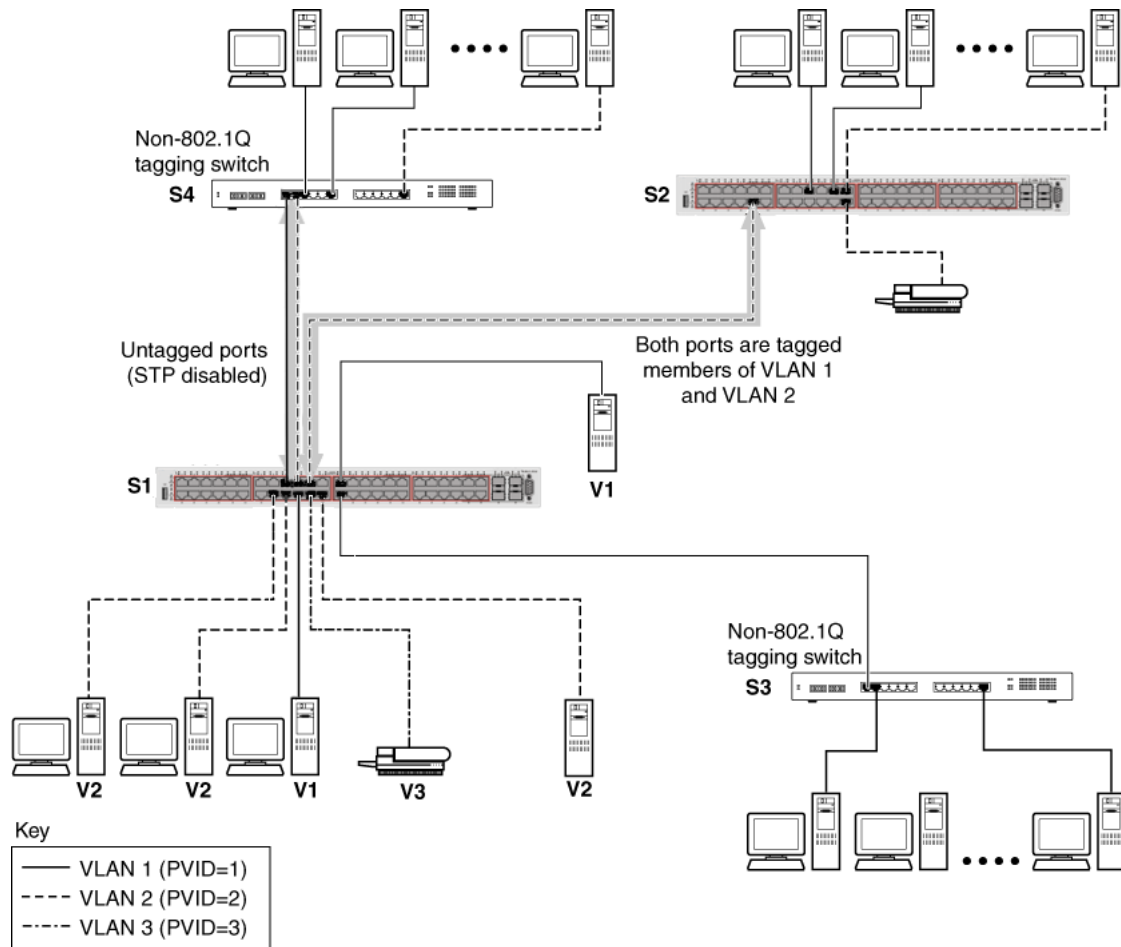 Non-802.1Q
tagging switch
S4
S2
Untagged ports
(STP disabled)
Both ports are tagged
members of VLAN 1
and VLAN 2
V1
S1
Non-802.1Q
tagging switch
S3
V2
V2
V1
V3
V2
Key
VLAN 1 (PVID=1)
VLAN 2 (PVID=2)
VLAN 3 (PVID=3)